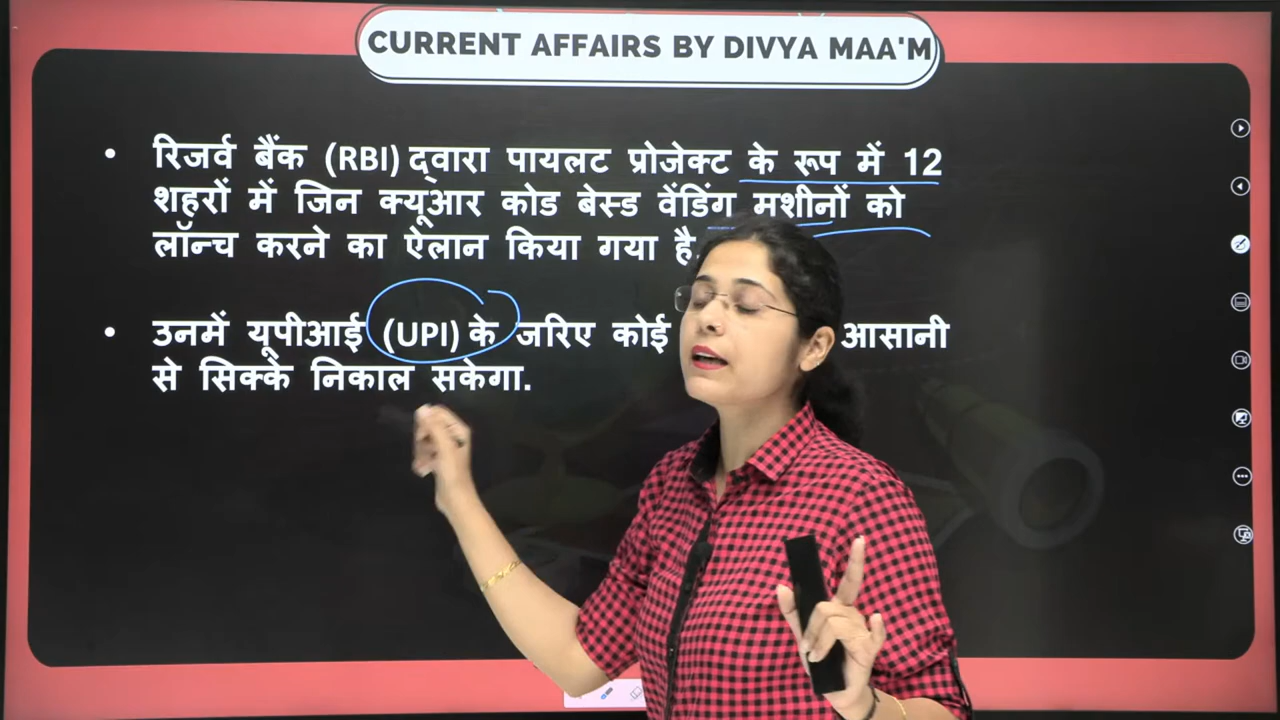 CURRENT AFFAIRS BY DIVYA MAA'M
• रिजर्व बैंक (RBI) द्वारा पायलट प्रोजेक्ट के रूप में 12
शहरों में जिन क्यूआर कोड बेस्ड वेंडिंग मशीनों को
लॉन्च करने का ऐलान किया गया है.
• उनमें यूपीआई (UPI) के जरिए कोई आसानी
से सिक्के निकाल सकेगा.